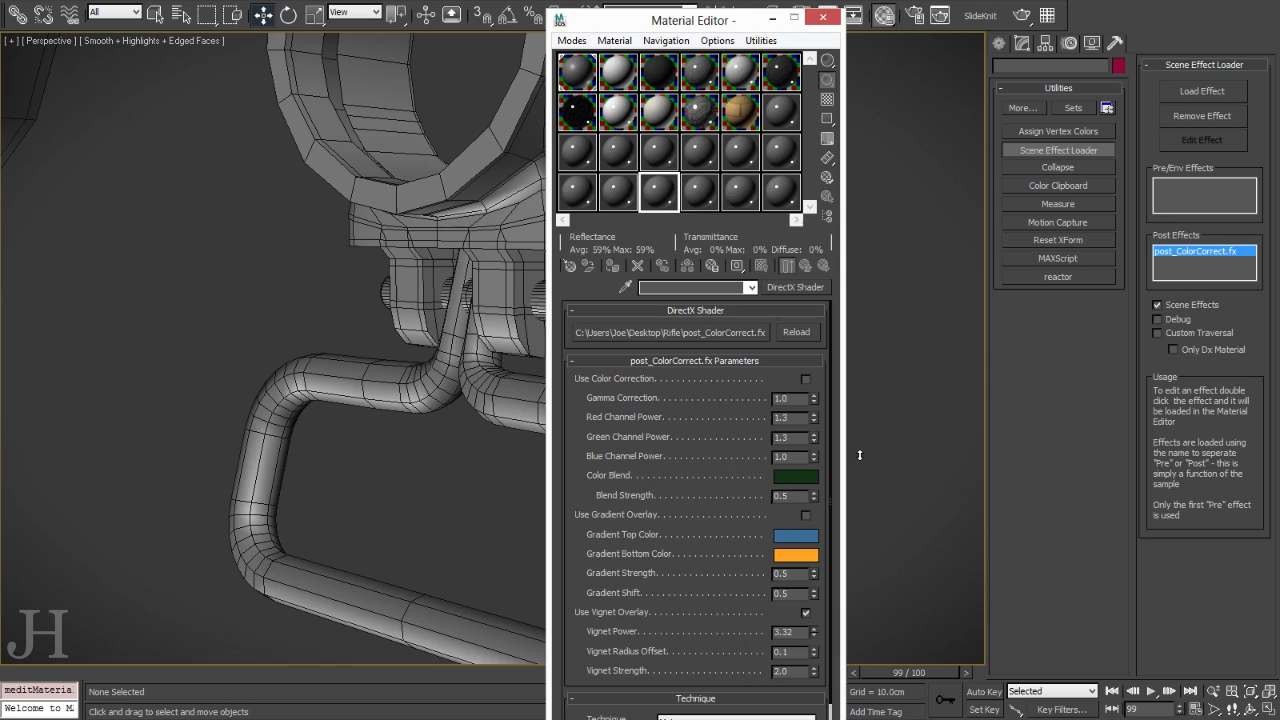 All
View
SlideKnit
[ + ] [
h + Highlights + Edged Faces ]
JH
Material Editor -
Modes Material Navigation Options Utilities
Reflectance
Avg: 59% Max: 59%
Transmittance
Avg: 0% Max: 0% Diffuse: 0%
DirectX Shader
- DirectX Shader
C:\Users\Joe\Desktop\Rifle\post_ColorCorrect.fx Reload
- post_ColorCorrect.fx Parameters
Use Color Correction
Gamma Correction 1.0
Red Channel Power 1.3
Green Channel Power 1.3
Blue Channel Power 1.0
Color Blend
Blend Strength 0.5
Use Gradient Overlay
Gradient Top Color
Gradient Bottom Color
Gradient Strength 0.5
Gradient Shift 0.5
Use Vignet Overlay
Vignet Power 3.32
Vignet Radius Offset 0.1
Vignet Strength 2.0
- Technique
Technique
Utilities
More... Sets
Assign Vertex Colors
Scene Effect Loader
Collapse
Color Clipboard
Measure
Motion Capture
Reset XForm
MAXScript
reactor
- Scene Effect Loader
Load Effect
Remove Effect
Edit Effect
Pre/Env Effects
Post Effects
post_ColorCorrect.fx
Scene Effects
Debug
Custom Traversal
Only Dx Material
Usage
To edit an effect double
click the effect and it will
be loaded in the Material
Editor
Effects are loaded using
the name to seperate
"Pre" or "Post" - this is
simply a function of the
sample
Only the first "Pre" effect
is used
< 99 / 100 >
Welcome to M
None Selected
Click and drag to select and move objects
Grid = 10.0cm
Add Time Tag
Auto Key Selected
Set Key Key Filters...
99